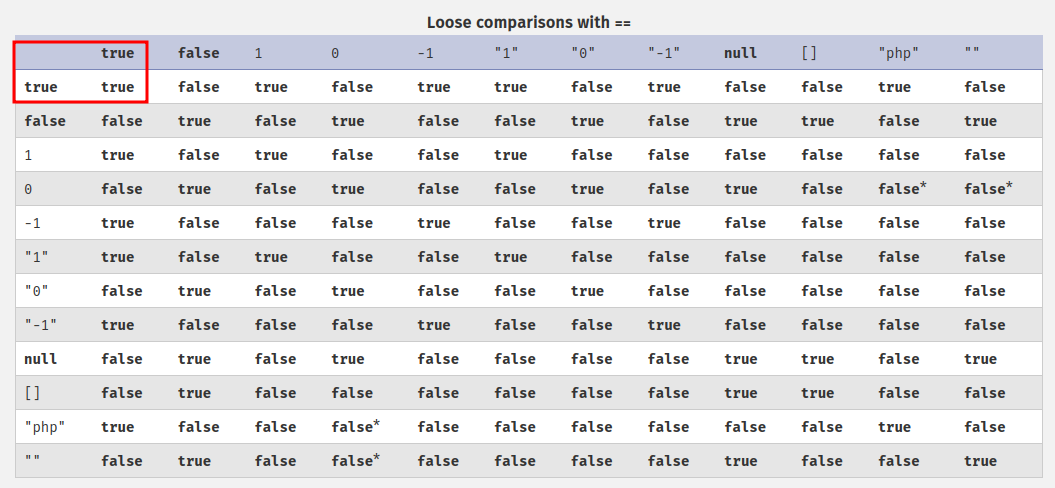 Loose comparisons with ==
true false 1 0 -1 "1" "0" "-1" null [] "php" ""
true true false true false true true false true false false true false
false false true false true false false true false true true false true
1 true false true false false true false false false false false false
0 false true false true false false true false true false false* false*
-1 true false false false true false false true false false false false
"1" true false true false false true false false false false false false
"0" false true false true false false true false false false false false
"-1" true false false false true false false true false false false false
null false true false true false false false false true true false true
[] false true false false false false false false true true false false
"php" true false false false* false false false false false false true false
"" false true false false* false false false false true false false true